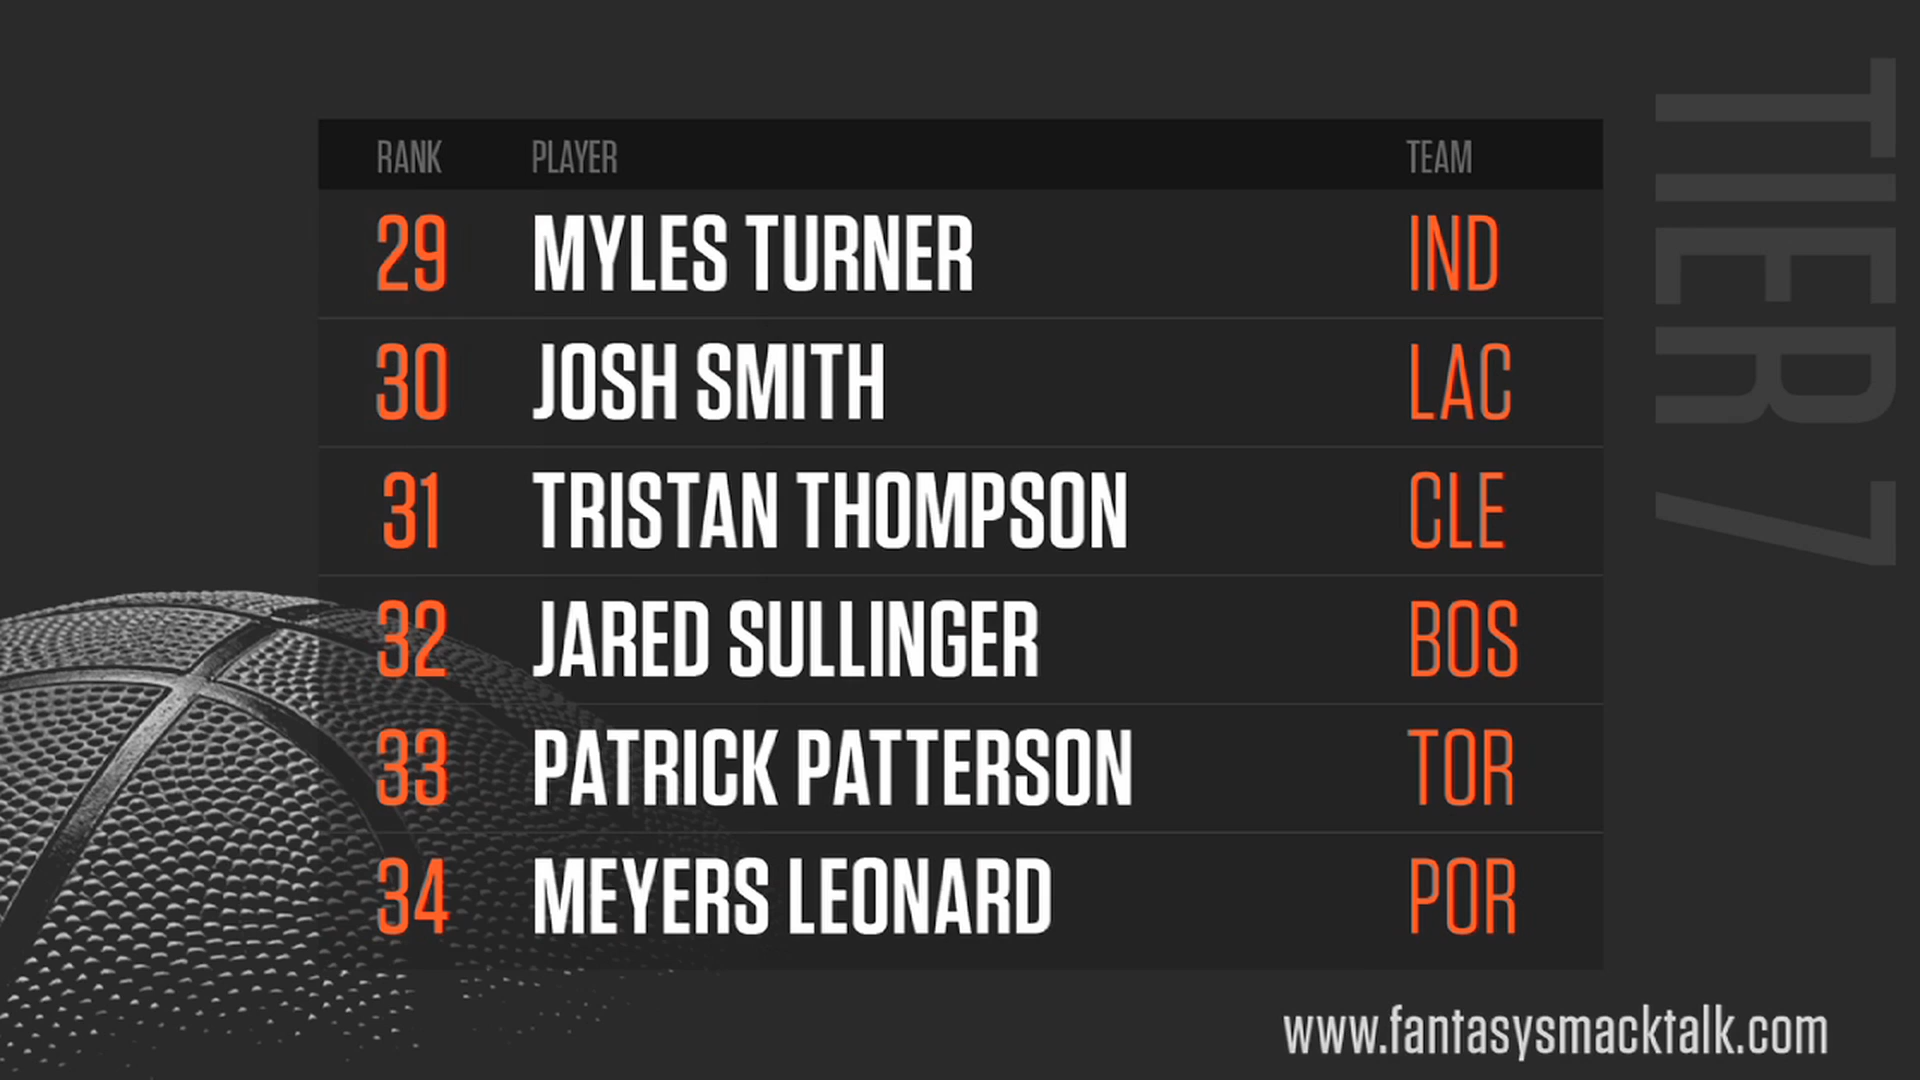 RANK PLAYER TEAM
29 MYLES TURNER IND
30 JOSH SMITH LAC
31 TRISTAN THOMPSON CLE
32 JARED SULLINGER BOS
33 PATRICK PATTERSON TOR
34 MEYERS LEONARD POR
TIER 7
www.fantasysmacktalk.com